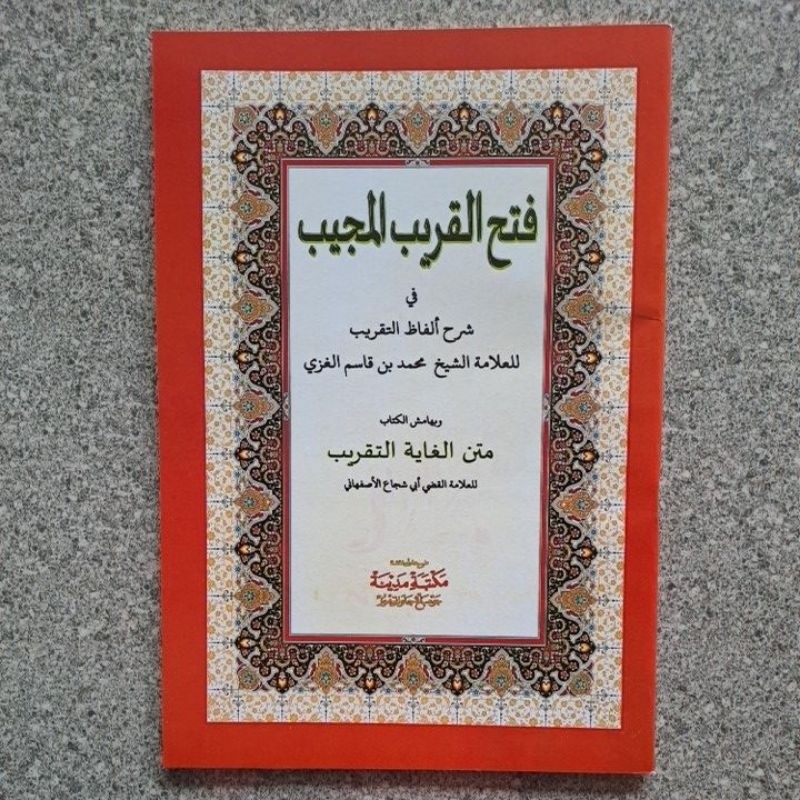 فتح القريب المجيب
في
شرح ألفاظ التقريب
للعلامة الشيخ محمد بن قاسم الغزي
وبهامش الكتاب
متن الغاية التقريب
للعلامة القضي أبي شجاع الأصفهاني
مكتبة مدينة